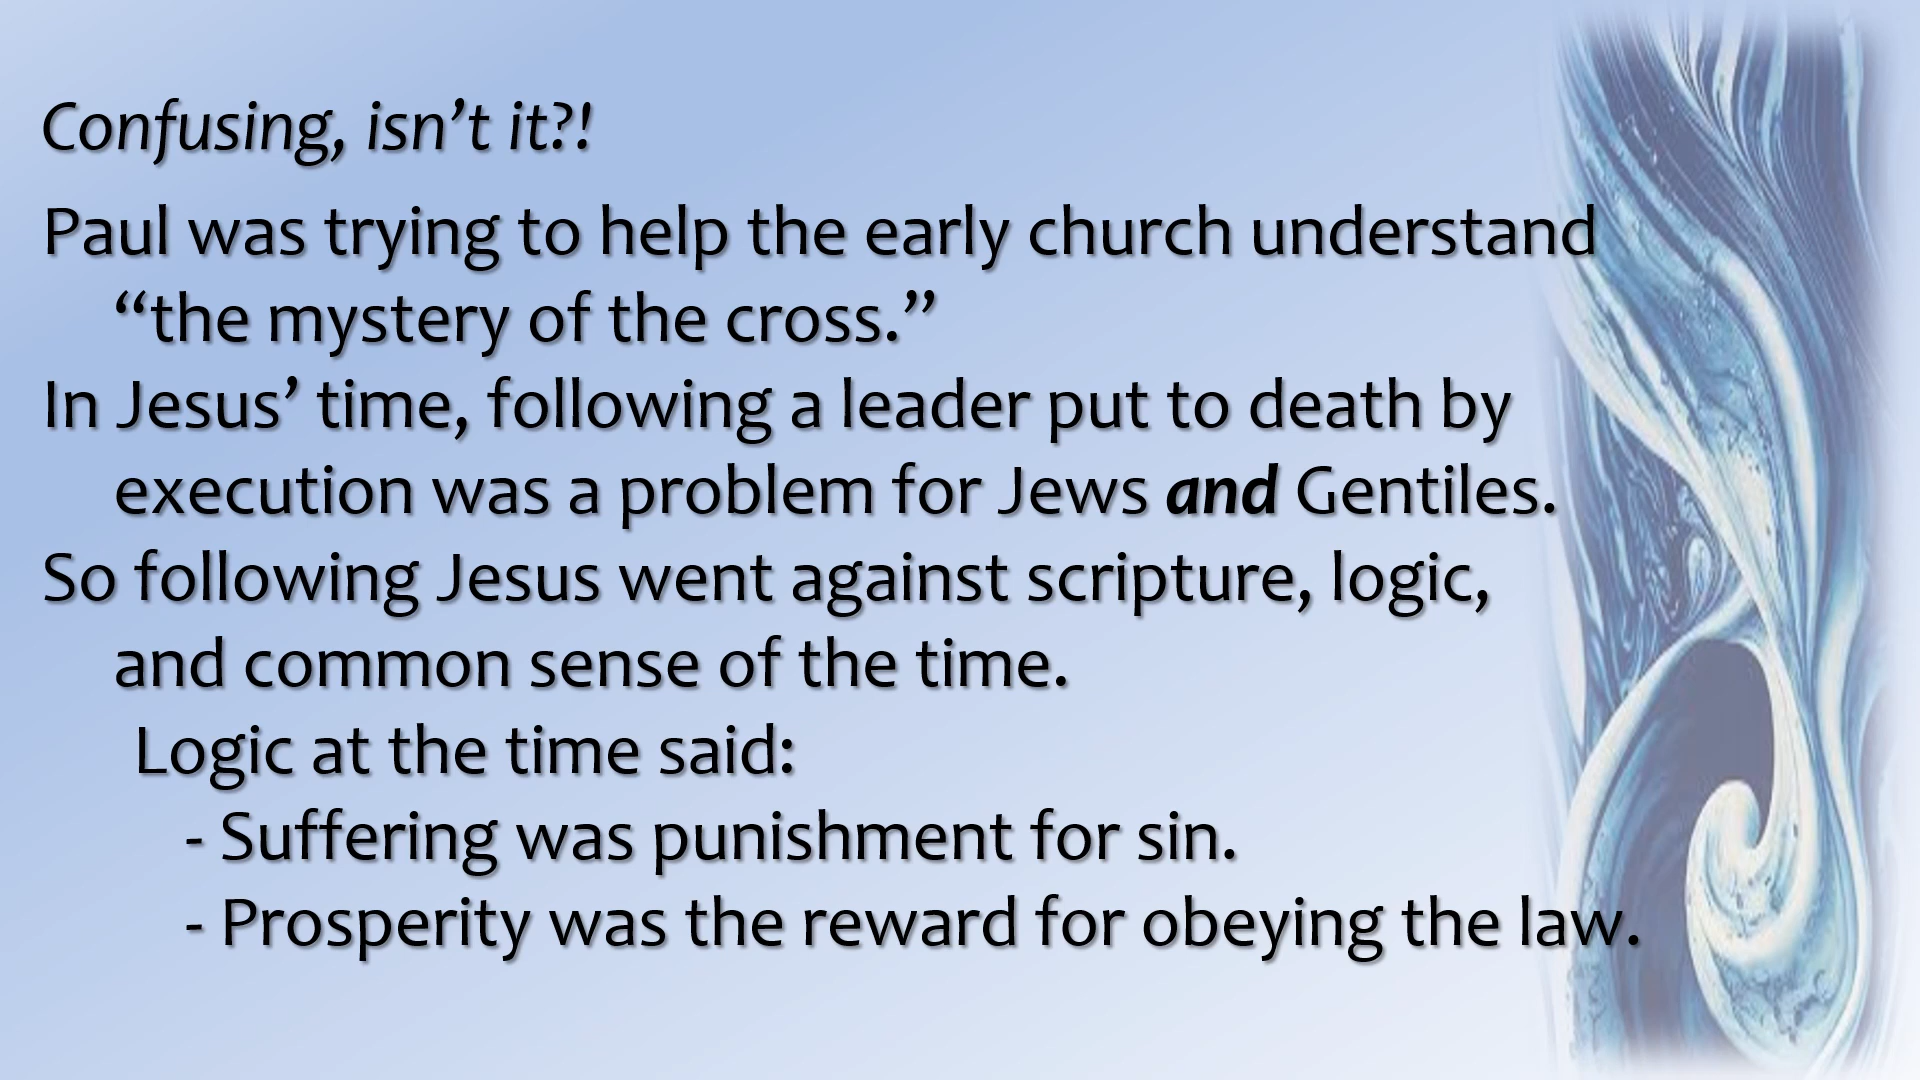 Confusing, isn’t it?!
Paul was trying to help the early church understand
“the mystery of the cross.”
In Jesus’ time, following a leader put to death by
execution was a problem for Jews and Gentiles.
So following Jesus went against scripture, logic,
and common sense of the time.
Logic at the time said:
- Suffering was punishment for sin.
- Prosperity was the reward for obeying the law.